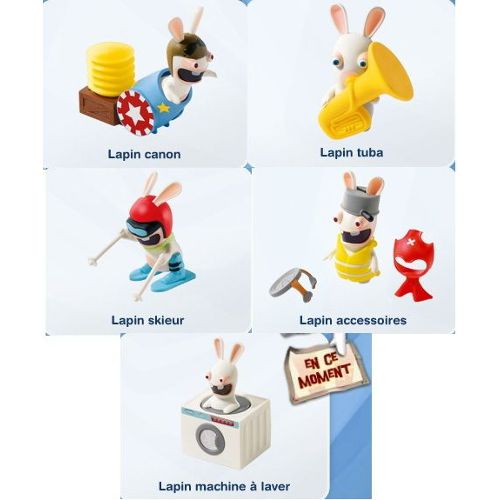 Lapin canon
Lapin tuba
Lapin skieur
Lapin accessoires
EN CE
MOMENT
Lapin machine à laver